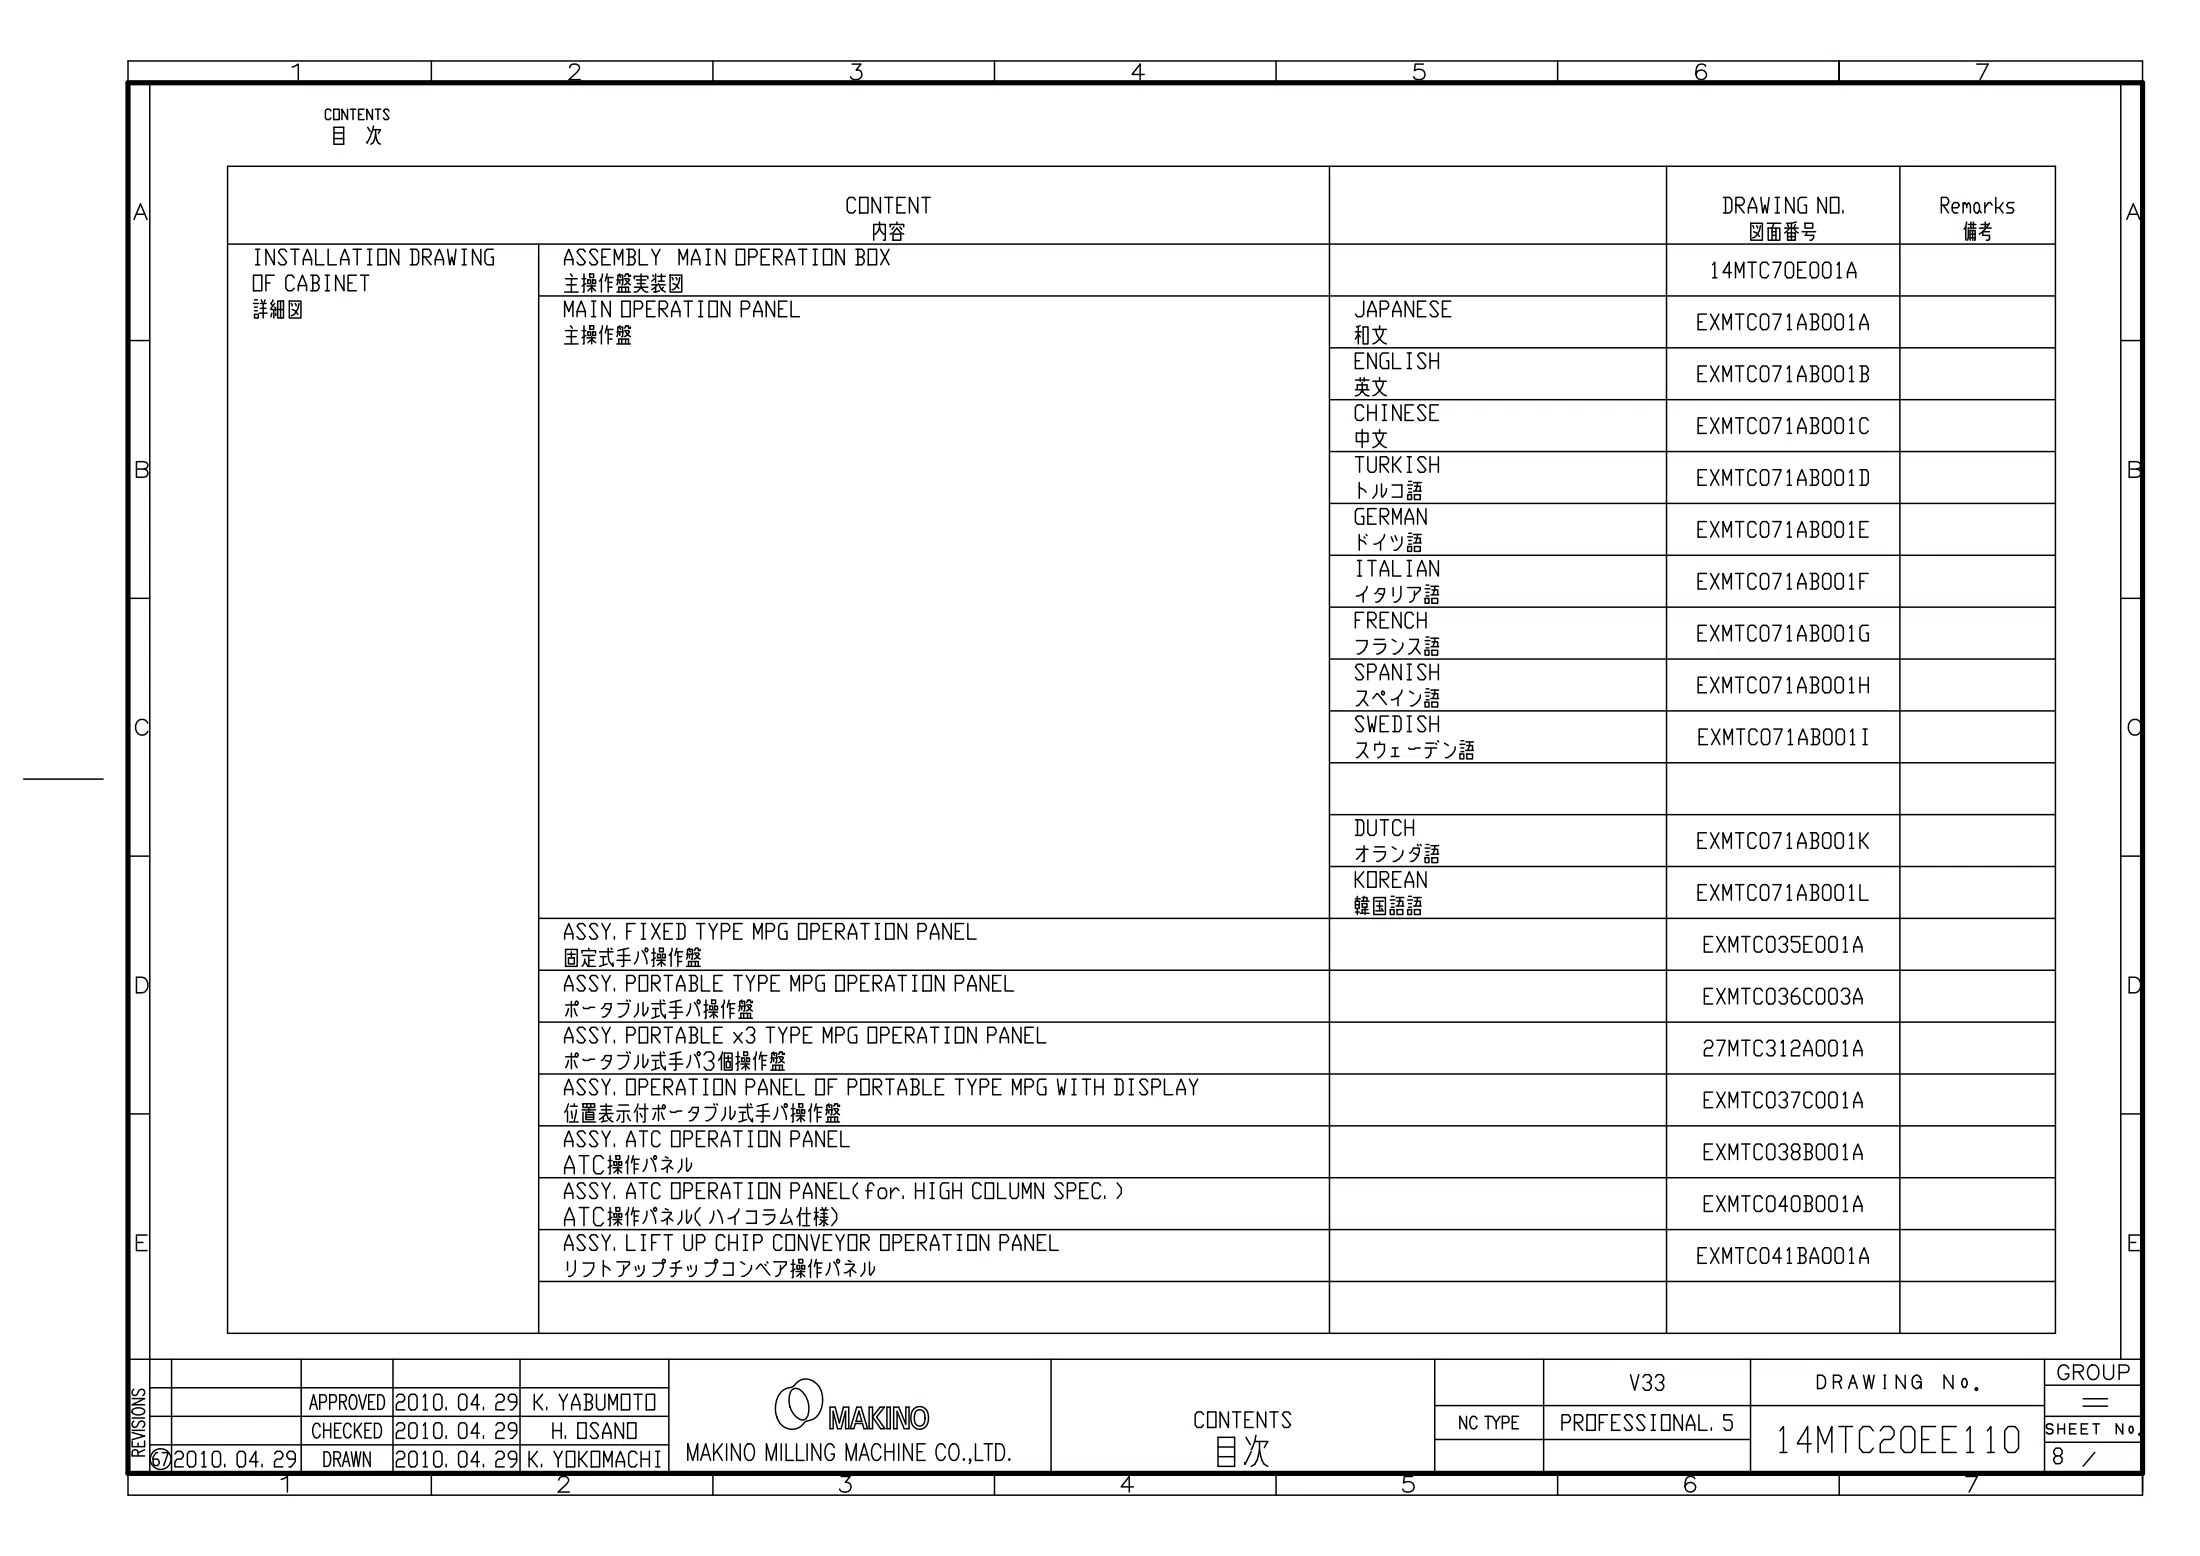 1 2 3 4 5 6 7
CONTENTS
目 次
CONTENT
内容
DRAWING NO.
図面番号
Remarks
備考
A A
INSTALLATION DRAWING
OF CABINET
詳細図
ASSEMBLY MAIN OPERATION BOX
主操作盤実装図
14MTC70E001A
MAIN OPERATION PANEL
主操作盤
JAPANESE
和文
EXMTC071AB001A
ENGLISH
英文
EXMTC071AB001B
CHINESE
中文
EXMTC071AB001C
B B
TURKISH
トルコ語
EXMTC071AB001D
GERMAN
ドイツ語
EXMTC071AB001E
ITALIAN
イタリア語
EXMTC071AB001F
FRENCH
フランス語
EXMTC071AB001G
SPANISH
スペイン語
EXMTC071AB001H
C C
SWEDISH
スウェーデン語
EXMTC071AB001I
DUTCH
オランダ語
EXMTC071AB001K
KOREAN
韓国語語
EXMTC071AB001L
ASSY. FIXED TYPE MPG OPERATION PANEL
固定式手パ操作盤
EXMTC035E001A
D D
ASSY. PORTABLE TYPE MPG OPERATION PANEL
ポータブル式手パ操作盤
EXMTC036C003A
ASSY. PORTABLE x3 TYPE MPG OPERATION PANEL
ポータブル式手パ3個操作盤
27MTC312A001A
ASSY. OPERATION PANEL OF PORTABLE TYPE MPG WITH DISPLAY
位置表示付ポータブル式手パ操作盤
EXMTC037C001A
ASSY. ATC OPERATION PANEL
ATC操作パネル
EXMTC038B001A
ASSY. ATC OPERATION PANEL(for. HIGH COLUMN SPEC. )
ATC操作パネル( ハイコラム仕様)
EXMTC040B001A
E E
ASSY. LIFT UP CHIP CONVEYOR OPERATION PANEL
リフトアップチップコンベア操作パネル
EXMTC041BA001A
REVISIONS
67 2010. 04. 29
APPROVED 2010. 04. 29 K. YABUMOTO
CHECKED 2010. 04. 29 H. OSANO
DRAWN 2010. 04. 29 K. YOKOMACHI
MAKINO
MAKINO MILLING MACHINE CO.,LTD.
CONTENTS
目次
V33
NC TYPE PROFESSIONAL. 5
DRAWING No.
14MTC20EE110
GROUP
=
SHEET No.
8 /
1 2 3 4 5 6 7